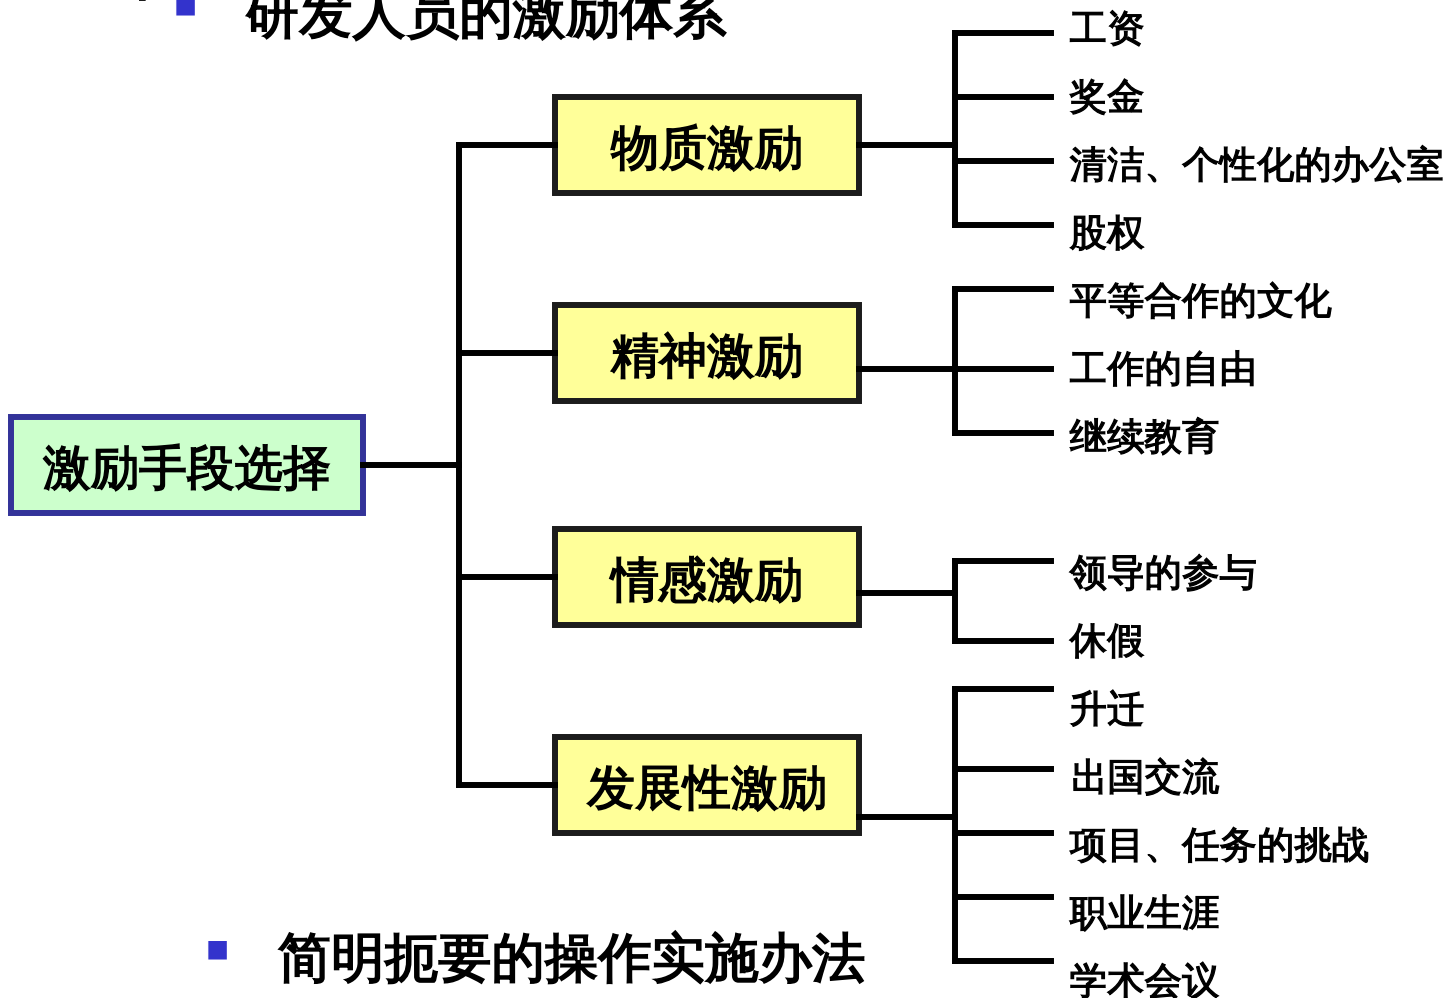 研发人员的激励体系
激励手段选择
物质激励
工资
奖金
清洁、个性化的办公室
股权
精神激励
平等合作的文化
工作的自由
继续教育
情感激励
领导的参与
休假
发展性激励
升迁
出国交流
项目、任务的挑战
职业生涯
学术会议
简明扼要的操作实施办法